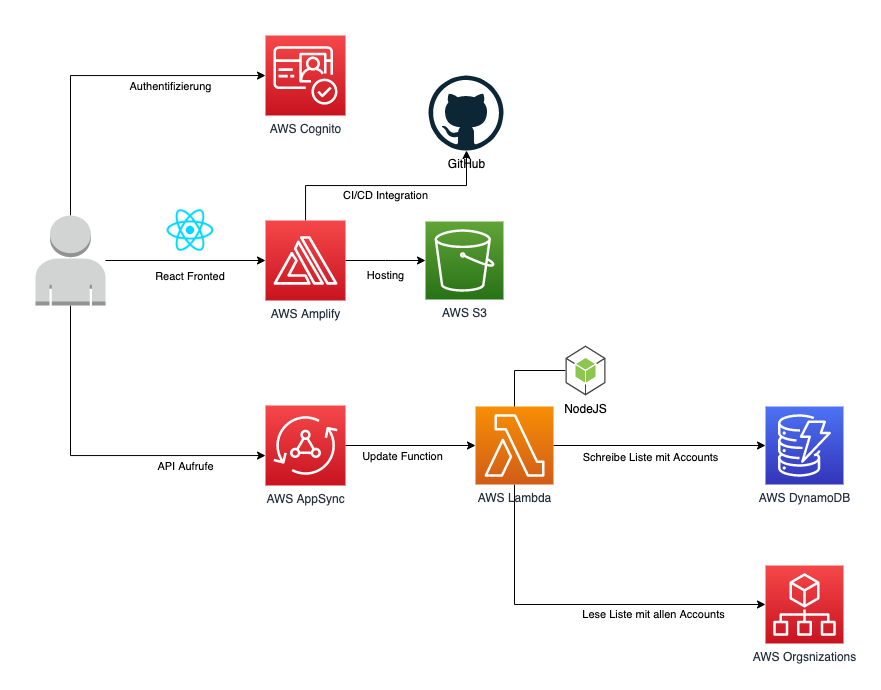 Authentifizierung
AWS Cognito
GitHub
CI/CD Integration
React Fronted
Hosting
AWS Amplify
AWS S3
NodeJS
API Aufrufe
Update Function
Schreibe Liste mit Accounts
AWS AppSync
AWS Lambda
AWS DynamoDB
Lese Liste mit allen Accounts
AWS Orgsnizations